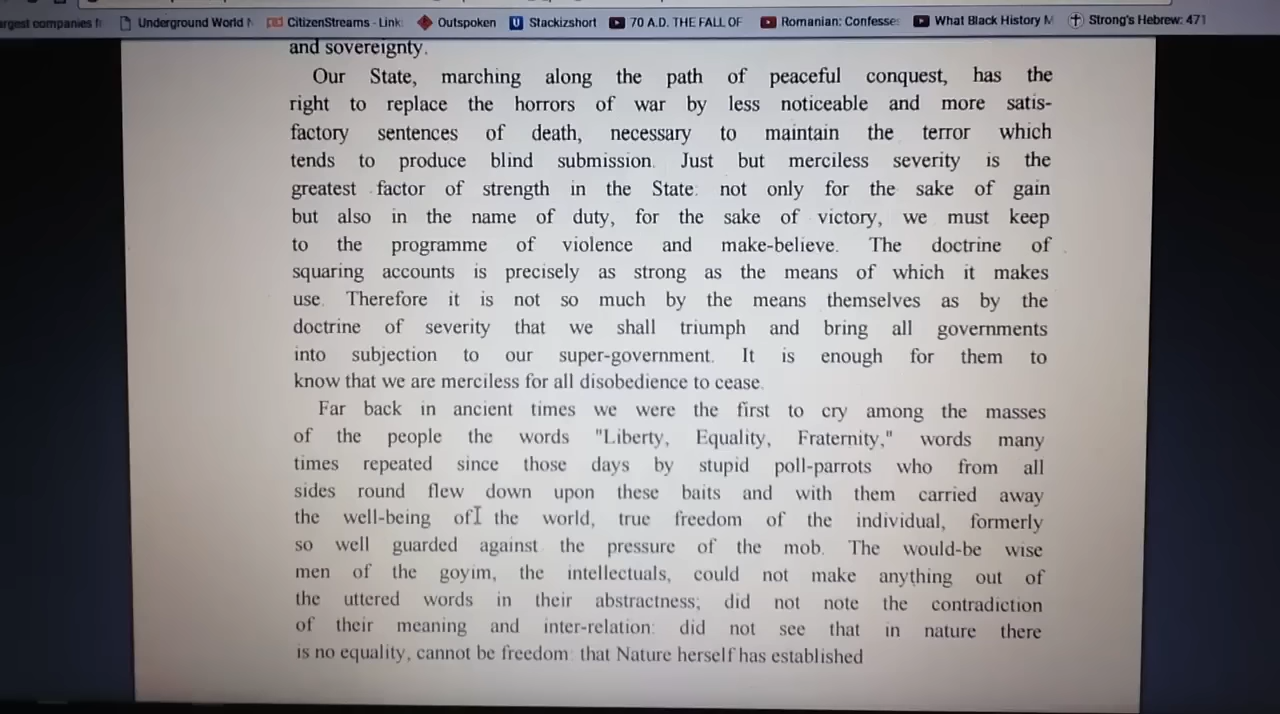 argest companies fr
Underground World N
CitizenStreams - Link
Outspoken
Stackizshort
70 A.D. THE FALL OF
Romanian: Confesse
What Black History M
Strong's Hebrew: 471
and sovereignty.
Our State, marching along the path of peaceful conquest, has the
right to replace the horrors of war by less noticeable and more satis-
factory sentences of death, necessary to maintain the terror which
tends to produce blind submission. Just but merciless severity is the
greatest factor of strength in the State: not only for the sake of gain
but also in the name of duty, for the sake of victory, we must keep
to the programme of violence and make-believe. The doctrine of
squaring accounts is precisely as strong as the means of which it makes
use. Therefore it is not so much by the means themselves as by the
doctrine of severity that we shall triumph and bring all governments
into subjection to our super-government. It is enough for them to
know that we are merciless for all disobedience to cease.
Far back in ancient times we were the first to cry among the masses
of the people the words "Liberty, Equality, Fraternity," words many
times repeated since those days by stupid poll-parrots who from all
sides round flew down upon these baits and with them carried away
the well-being of the world, true freedom of the individual, formerly
so well guarded against the pressure of the mob. The would-be wise
men of the goyim, the intellectuals, could not make anything out of
the uttered words in their abstractness; did not note the contradiction
of their meaning and inter-relation: did not see that in nature there
is no equality, cannot be freedom: that Nature herself has established